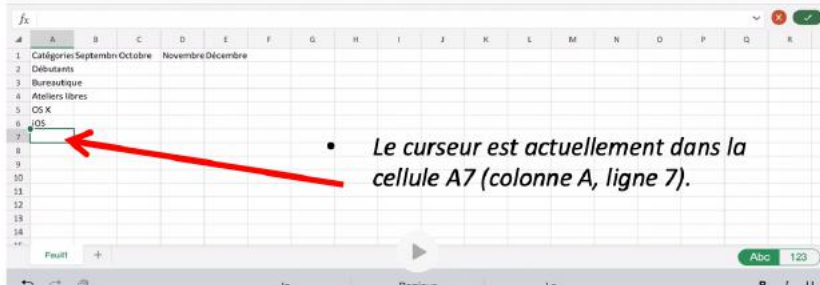 fx
A B C D E F G H I J K L M N O P Q R
1 Catégories Septembre Octobre Novembre Décembre
2 Débutants
3 Bureautique
4 Ateliers libres
5 OS X
6 iOS
7
8
9
10
11
12
13
14
• Le curseur est actuellement dans la
cellule A7 (colonne A, ligne 7).
Feuil1 +
Abc 123